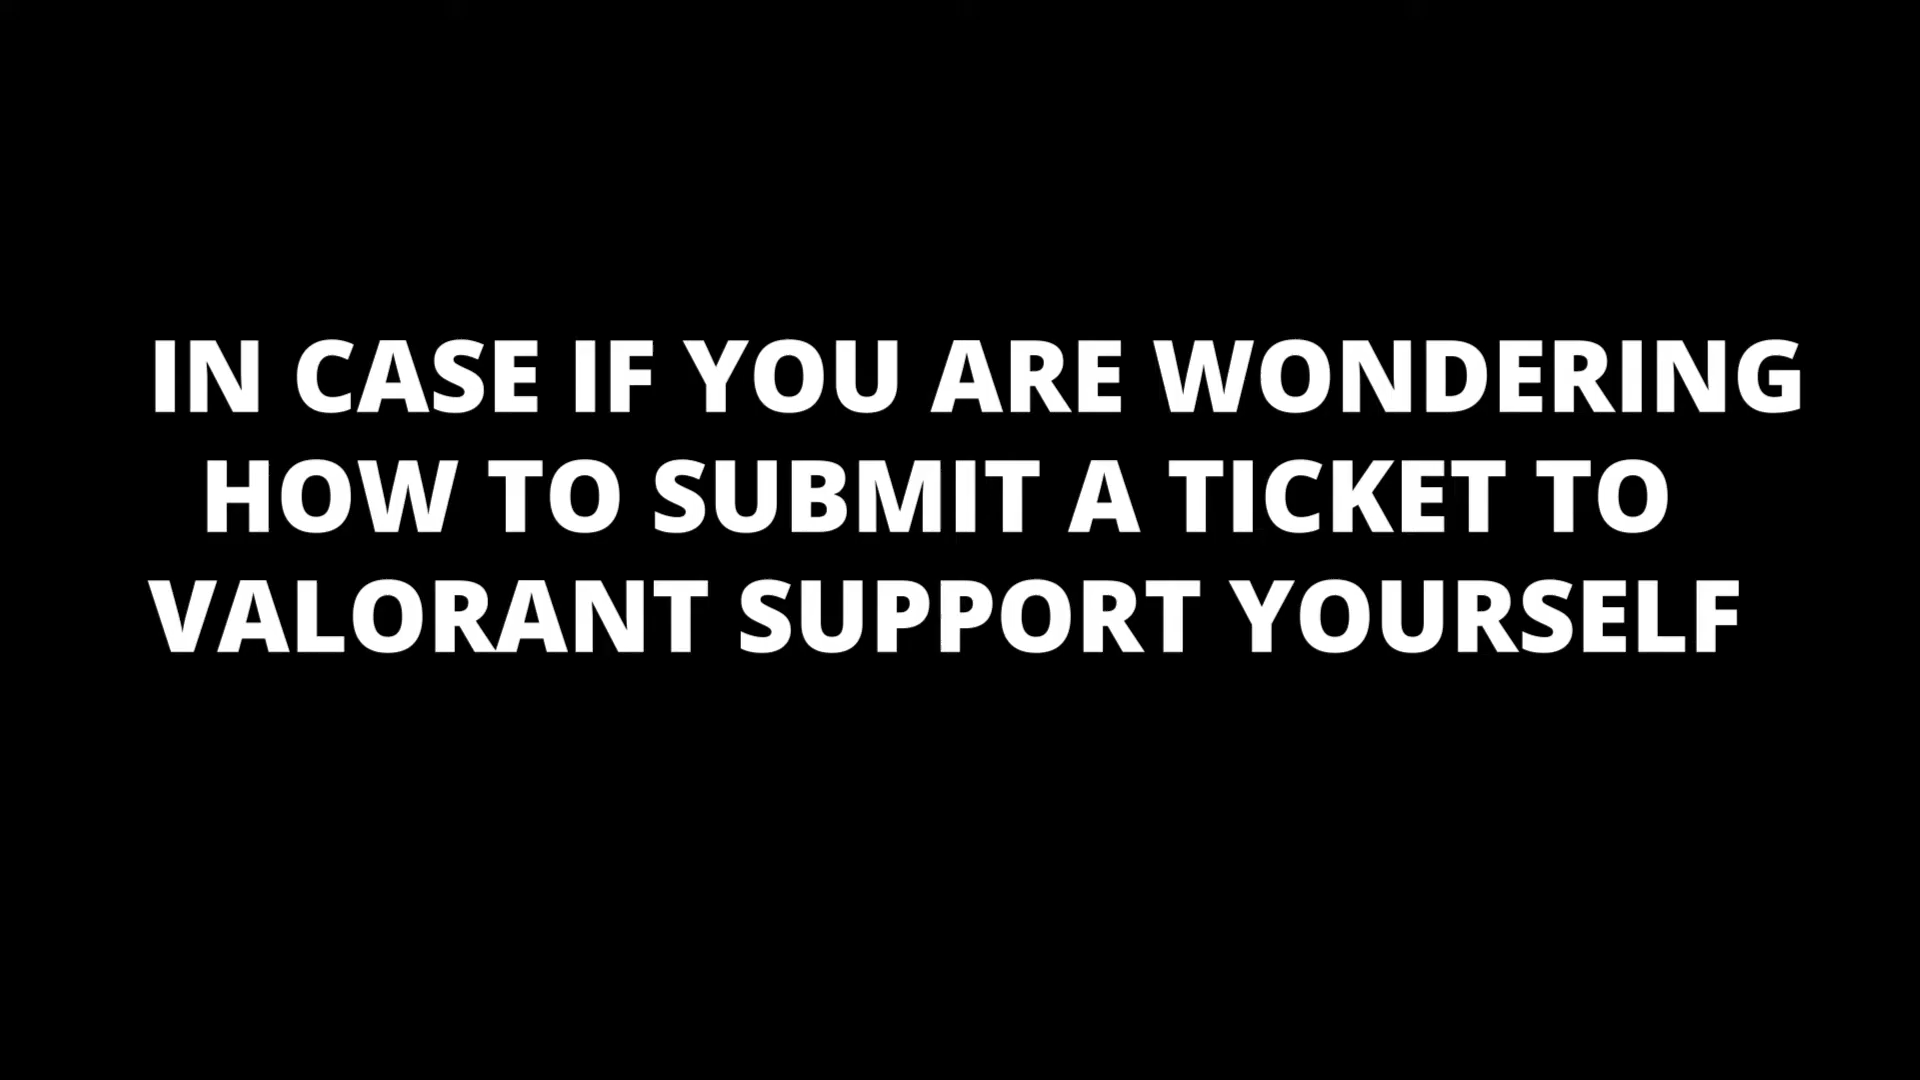 IN CASE IF YOU ARE WONDERING
HOW TO SUBMIT A TICKET TO
VALORANT SUPPORT YOURSELF